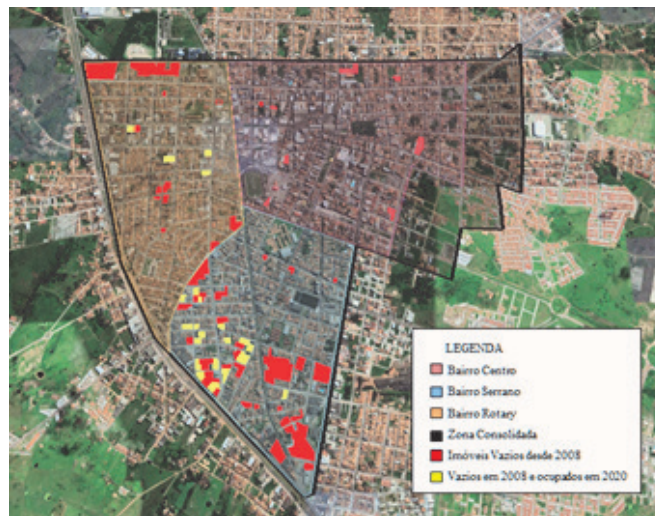 LEGENDA
Bairro Centro
Bairro Serrano
Bairro Rotary
Zona Consolidada
Imóveis Vazios desde 2008
Vazios em 2008 e ocupados em 2020